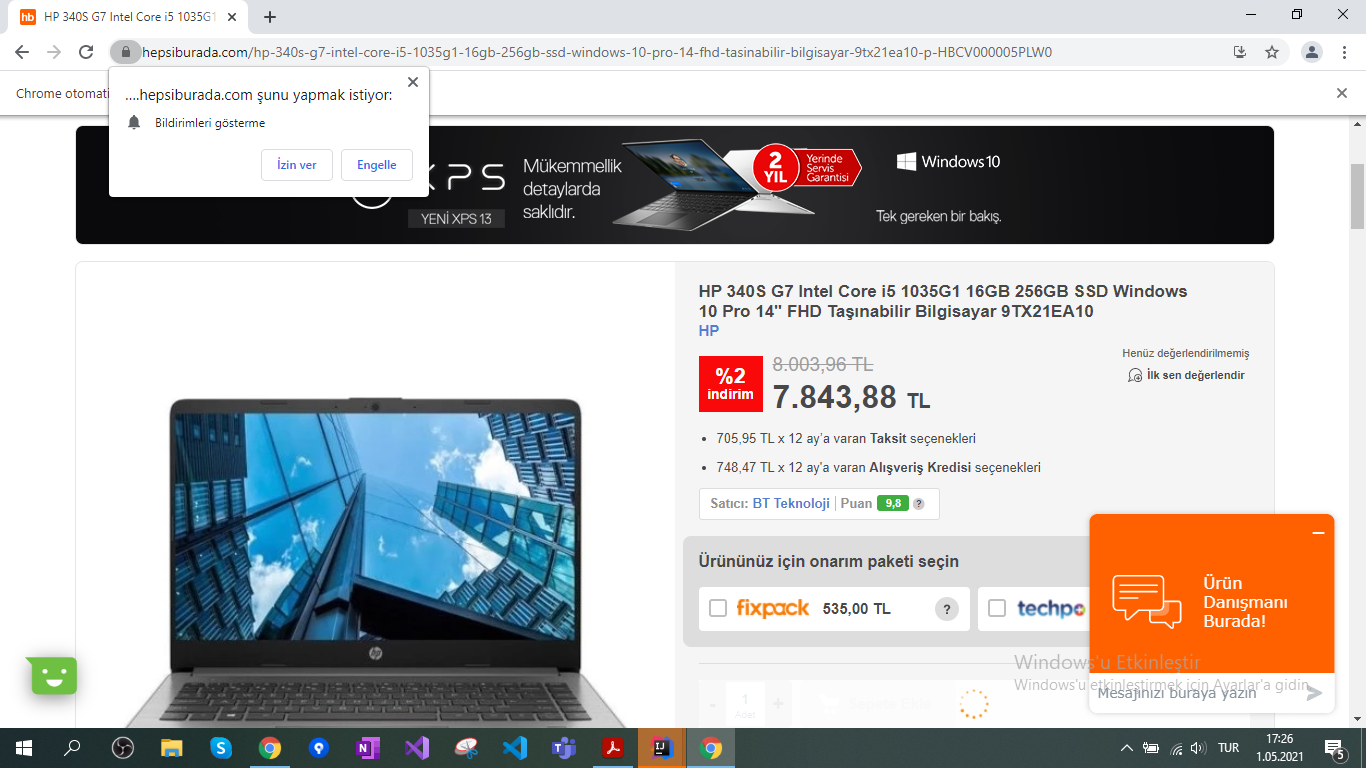 HP 340S G7 Intel Core i5 1035G1
hepsiburada.com/hp-340s-g7-intel-core-i5-1035g1-16gb-256gb-ssd-windows-10-pro-14-fhd-tasinabilir-bilgisayar-9tx21ea10-p-HBCV000005PLW0
Chrome otomati
....hepsiburada.com şunu yapmak istiyor:
Bildirimleri gösterme
İzin ver
Engelle
XPS
YENİ XPS 13
Mükemmellik
detaylarda
saklıdır.
2
YIL
Yerinde
Servis
Garantisi
Windows10
Tek gereken bir bakış.
HP 340S G7 Intel Core i5 1035G1 16GB 256GB SSD Windows
10 Pro 14'' FHD Taşınabilir Bilgisayar 9TX21EA10
HP
%2
indirim
8.003,96 TL
7.843,88 TL
Henüz değerlendirilmemiş
İlk sen değerlendir
705,95 TL x 12 ay'a varan Taksit seçenekleri
748,47 TL x 12 ay'a varan Alışveriş Kredisi seçenekleri
Satıcı: BT Teknoloji Puan 9,8 ?
Ürününüz için onarım paketi seçin
fixpack 535,00 TL ?
techpo
hp
- 1 +
Adet
Ürün
Danışmanı
Burada!
Mesajınızı buraya yazın
Windows'u Etkinleştir
Windows'u etkinleştirmek için Ayarlar'a gidin
TUR
17:26
1.05.2021
5